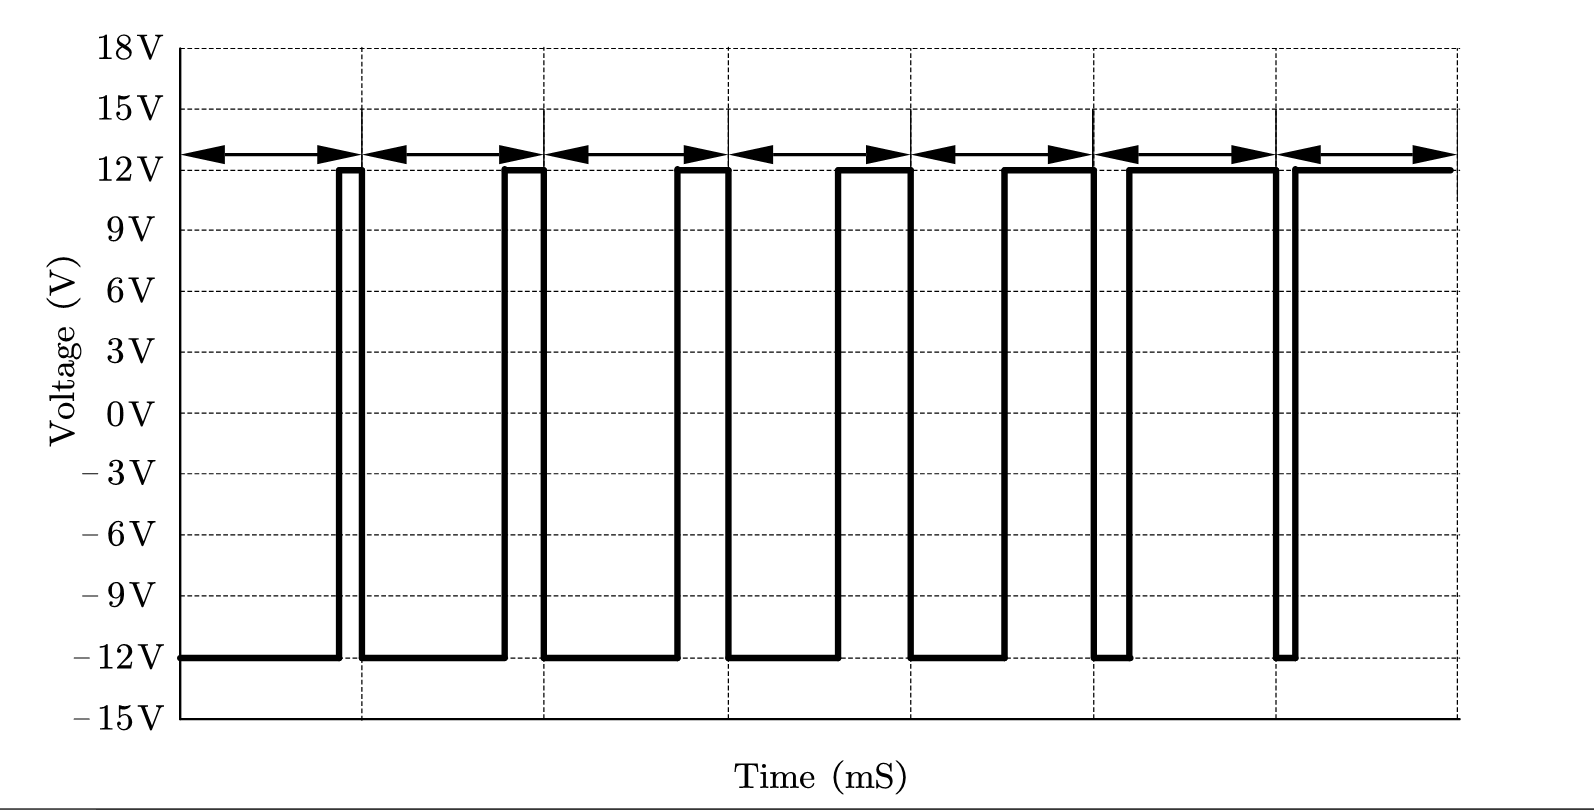 18 V
15 V
12 V
9 V
6 V
3 V
0 V
– 3 V
– 6 V
– 9 V
– 12 V
– 15 V
Voltage (V)
Time (mS)